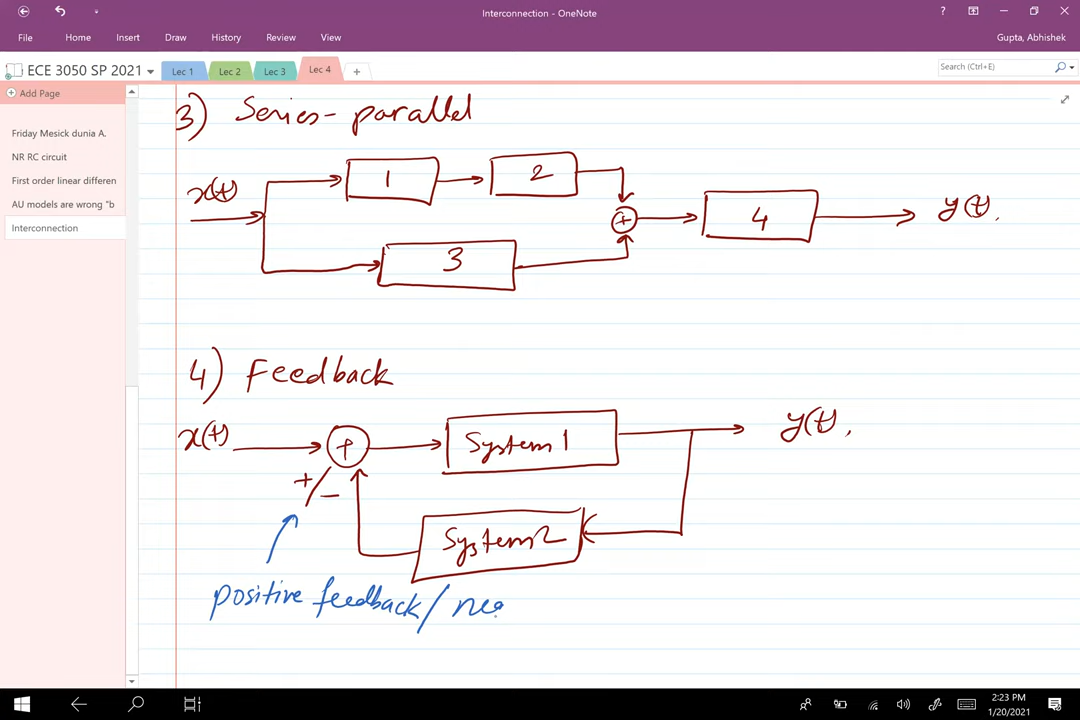 Interconnection - OneNote
?
File Home Insert Draw History Review View
Gupta, Abhishek
ECE 3050 SP 2021
Lec 1 Lec 2 Lec 3 Lec 4 +
Search (Ctrl+E)
Add Page
Friday Mesick dunia A.
NR RC circuit
First order linear differen
AU models are wrong "b
Interconnection
3) Series-parallel
x(t)
1
2
+
4
y(t),
3
4) Feedback
x(t)
+
System 1
y(t),
+/-
System 2
positive feedback/ neg
2:23 PM
1/20/2021